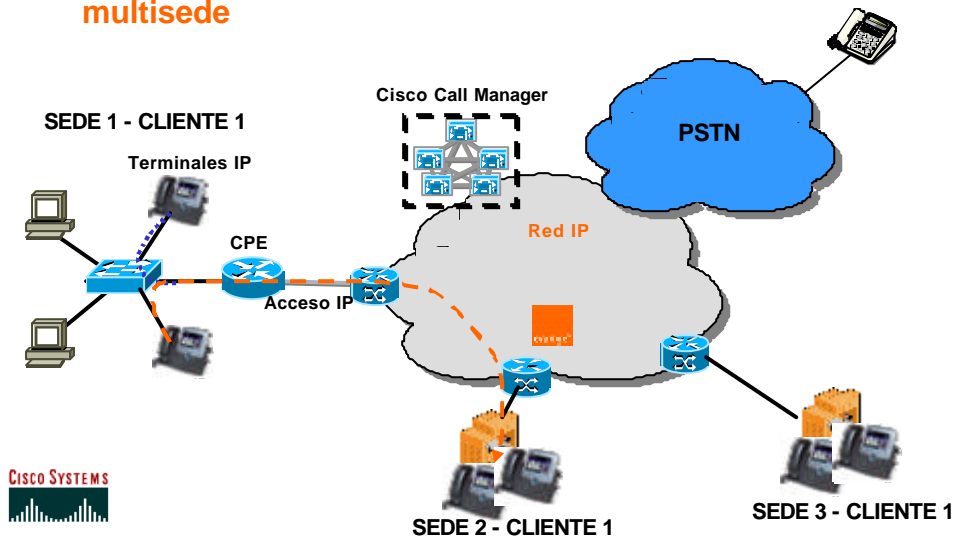 multisede
Cisco Call Manager
SEDE 1 - CLIENTE 1
PSTN
Terminales IP
Red IP
CPE
Acceso IP
CISCO SYSTEMS
SEDE 2 - CLIENTE 1
SEDE 3 - CLIENTE 1